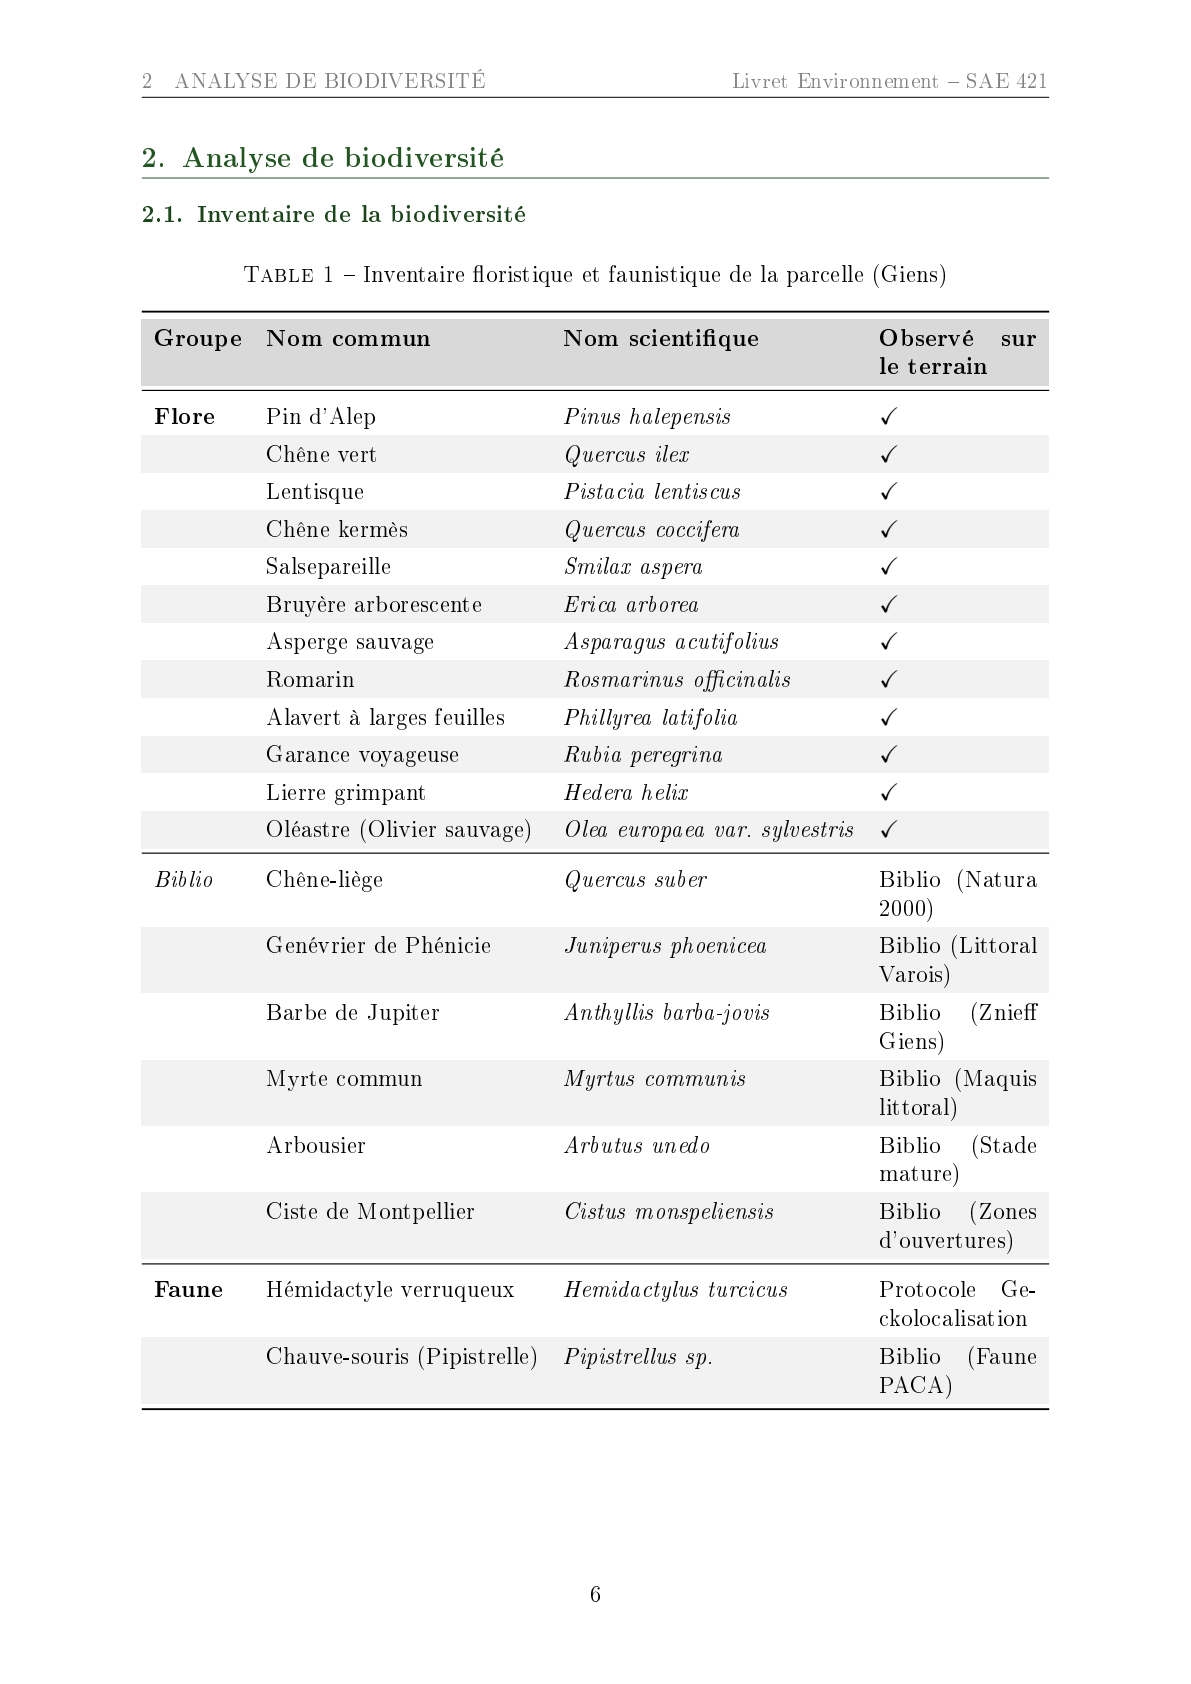 2 ANALYSE DE BIODIVERSITÉ Livret Environnement – SAE 421
2. Analyse de biodiversité
2.1. Inventaire de la biodiversité
TABLE 1 – Inventaire floristique et faunistique de la parcelle (Giens)
Groupe Nom commun Nom scientifique Observé sur
le terrain
Flore Pin d'Alep Pinus halepensis ✓
Chêne vert Quercus ilex ✓
Lentisque Pistacia lentiscus ✓
Chêne kermès Quercus coccifera ✓
Salsepareille Smilax aspera ✓
Bruyère arborescente Erica arborea ✓
Asperge sauvage Asparagus acutifolius ✓
Romarin Rosmarinus officinalis ✓
Alavert à larges feuilles Phillyrea latifolia ✓
Garance voyageuse Rubia peregrina ✓
Lierre grimpant Hedera helix ✓
Oléastre (Olivier sauvage) Olea europaea var. sylvestris ✓
Biblio Chêne-liège Quercus suber Biblio (Natura
2000)
Genévrier de Phénicie Juniperus phoenicea Biblio (Littoral
Varois)
Barbe de Jupiter Anthyllis barba-jovis Biblio (Znieff
Giens)
Myrte commun Myrtus communis Biblio (Maquis
littoral)
Arbousier Arbutus unedo Biblio (Stade
mature)
Ciste de Montpellier Cistus monspeliensis Biblio (Zones
d'ouvertures)
Faune Hémidactyle verruqueux Hemidactylus turcicus Protocole Ge-
ckolocalisation
Chauve-souris (Pipistrelle) Pipistrellus sp. Biblio (Faune
PACA)
6